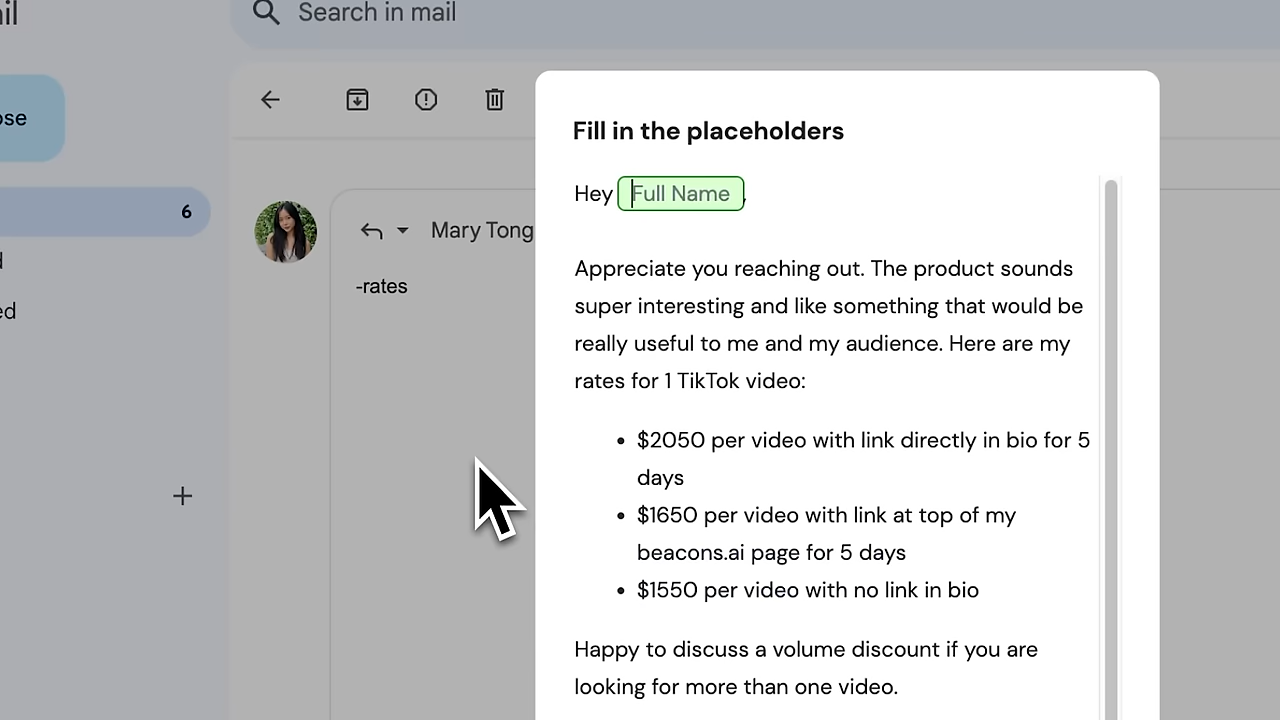 il
Search in mail
ose
6
d
ed
Mary Tong
-rates
Fill in the placeholders
Hey Full Name,
Appreciate you reaching out. The product sounds
super interesting and like something that would be
really useful to me and my audience. Here are my
rates for 1 TikTok video:
• $2050 per video with link directly in bio for 5
days
• $1650 per video with link at top of my
beacons.ai page for 5 days
• $1550 per video with no link in bio
Happy to discuss a volume discount if you are
looking for more than one video.